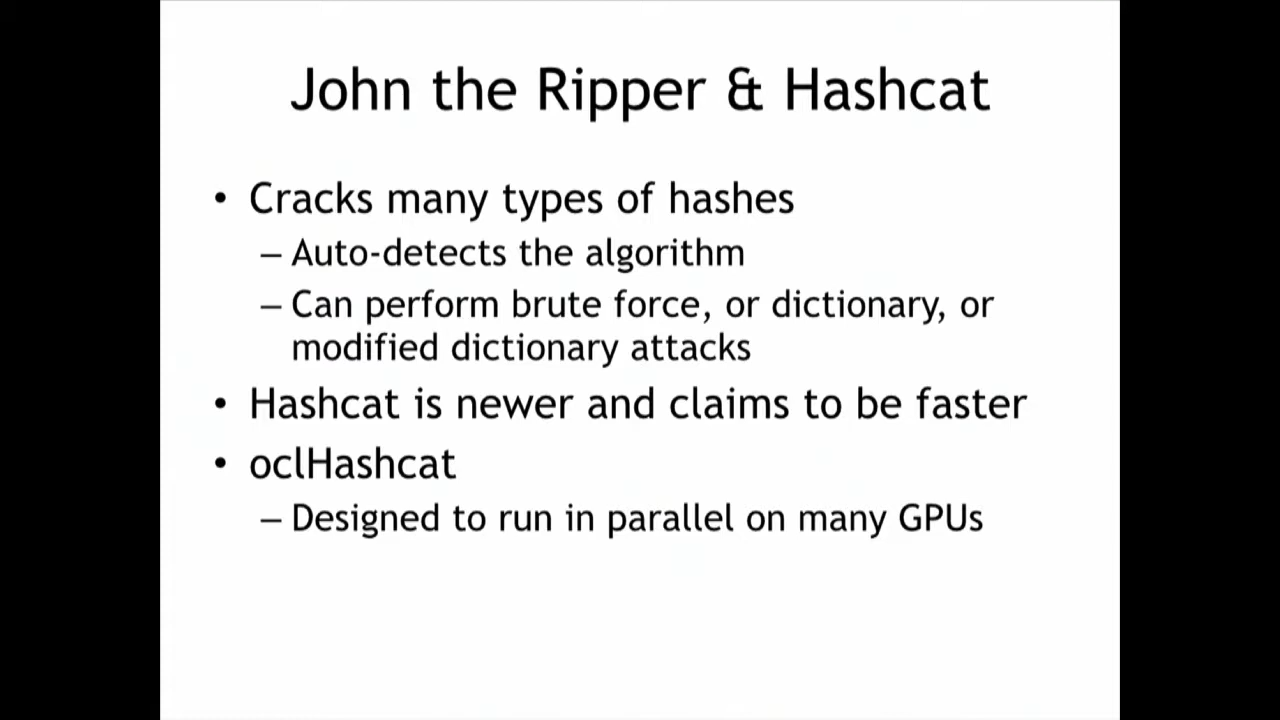 John the Ripper & Hashcat
• Cracks many types of hashes
– Auto-detects the algorithm
– Can perform brute force, or dictionary, or
modified dictionary attacks
• Hashcat is newer and claims to be faster
• oclHashcat
– Designed to run in parallel on many GPUs